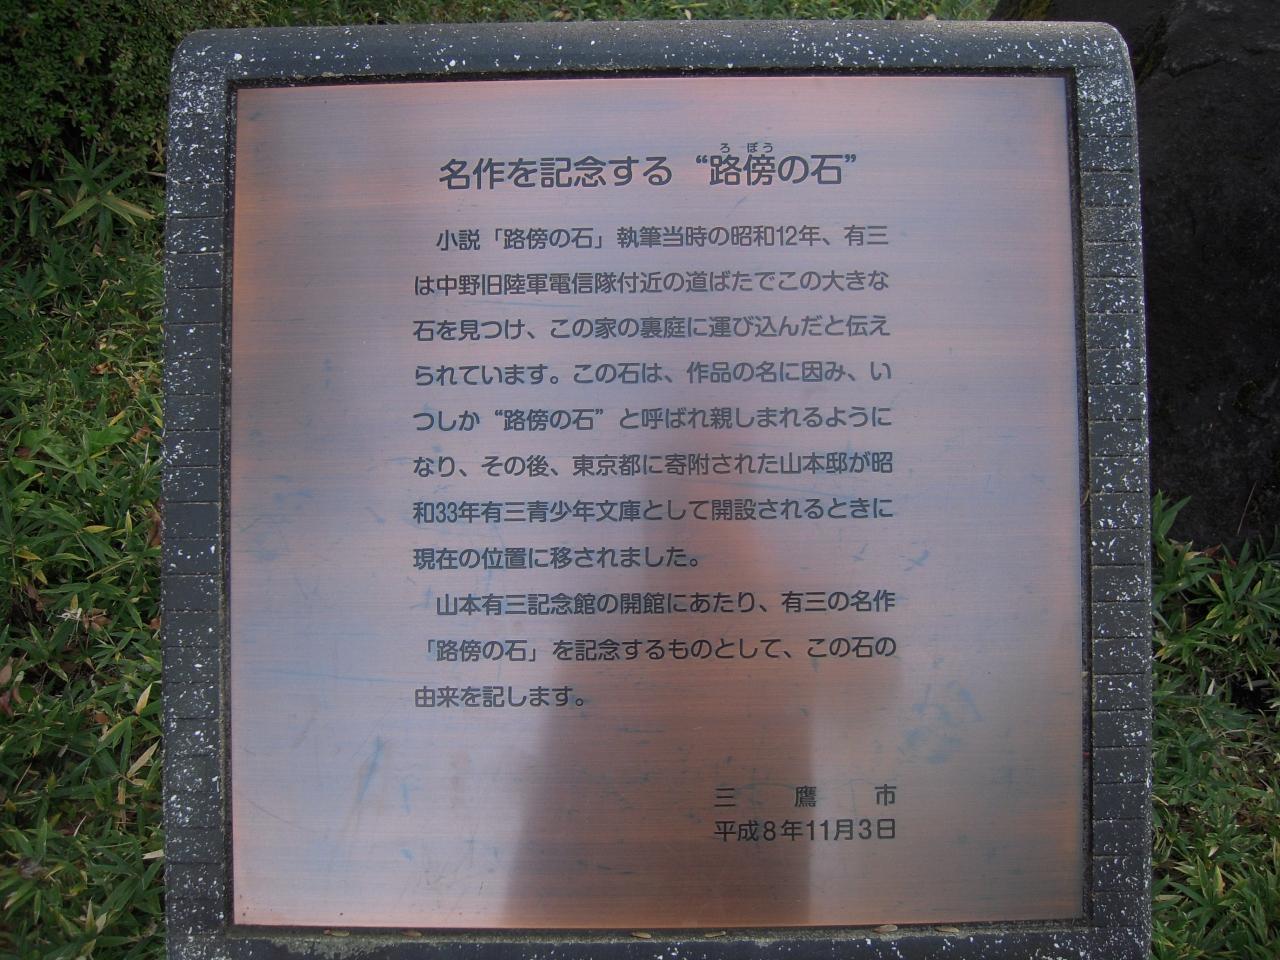 名作を記念する“路傍の石”
ろぼう
小説「路傍の石」執筆当時の昭和12年、有三
は中野旧陸軍電信隊付近の道ばたでこの大きな
石を見つけ、この家の裏庭に運び込んだと伝え
られています。この石は、作品の名に因み、い
つしか“路傍の石”と呼ばれ親しまれるように
なり、その後、東京都に寄附された山本邸が昭
和33年有三青少年文庫として開設されるときに
現在の位置に移されました。
山本有三記念館の開館にあたり、有三の名作
「路傍の石」を記念するものとして、この石の
由来を記します。
三鷹市
平成8年11月3日